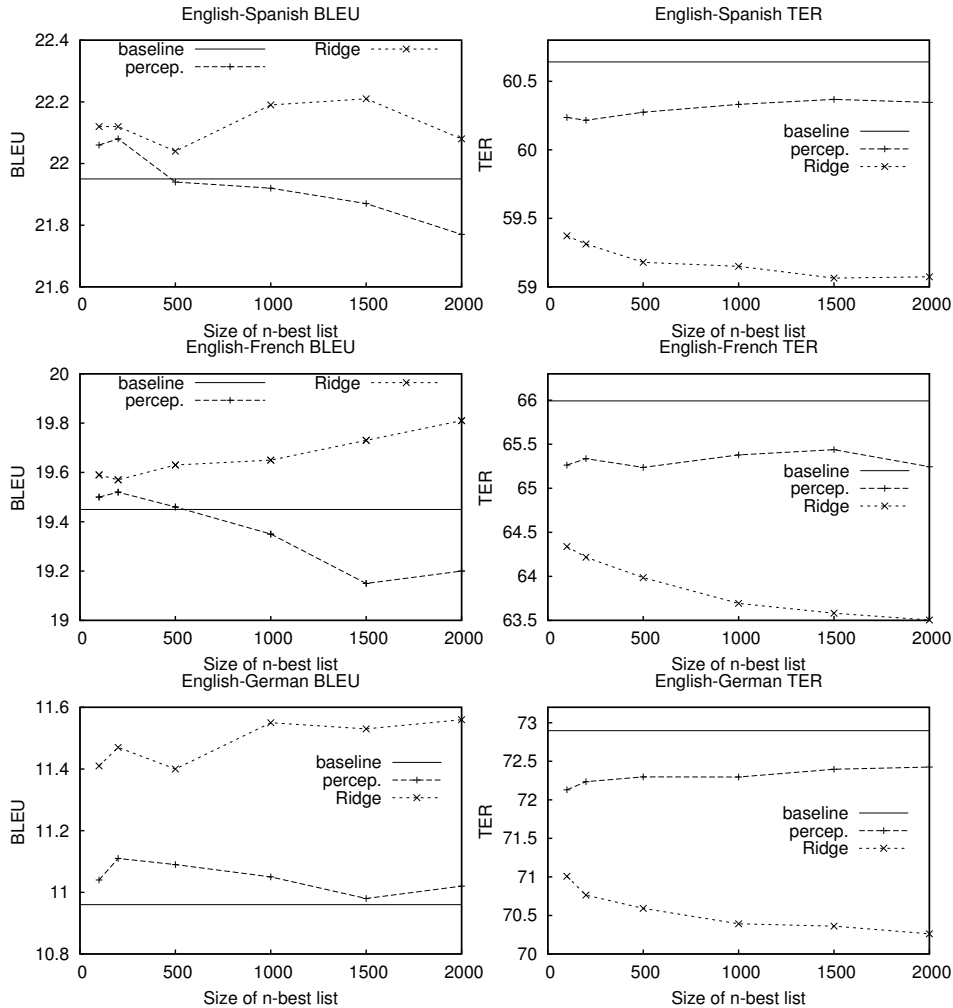 English-Spanish BLEU
22.4
22.2
22
21.8
21.6
BLEU
baseline
percep.
Ridge
0 500 1000 1500 2000
Size of n-best list
English-Spanish TER
60.5
60
59.5
59
TER
baseline
percep.
Ridge
0 500 1000 1500 2000
Size of n-best list
English-French BLEU
20
19.8
19.6
19.4
19.2
19
BLEU
baseline
percep.
Ridge
0 500 1000 1500 2000
Size of n-best list
English-French TER
66
65.5
65
64.5
64
63.5
TER
baseline
percep.
Ridge
0 500 1000 1500 2000
Size of n-best list
English-German BLEU
11.6
11.4
11.2
11
10.8
BLEU
baseline
percep.
Ridge
0 500 1000 1500 2000
Size of n-best list
English-German TER
73
72.5
72
71.5
71
70.5
70
TER
baseline
percep.
Ridge
0 500 1000 1500 2000
Size of n-best list